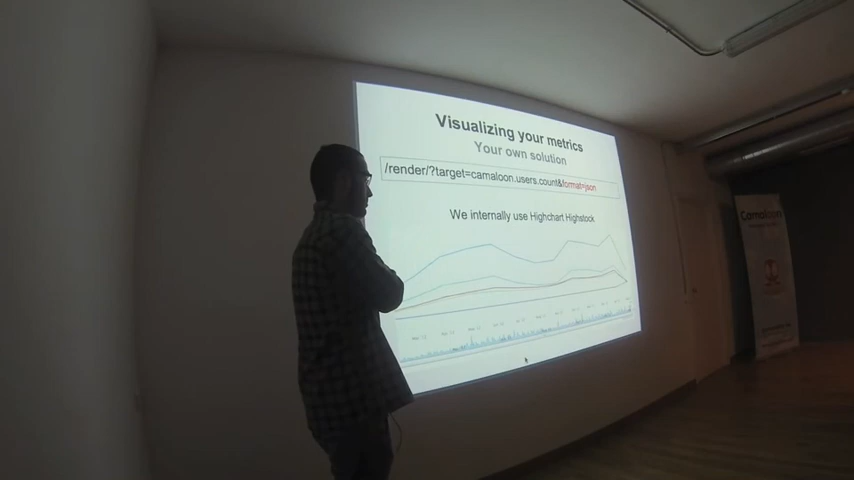 Visualizing your metrics
Your own solution
/render/?target=camaloon.users.count&format=json
We internally use Highchart Highstock
Camaloon